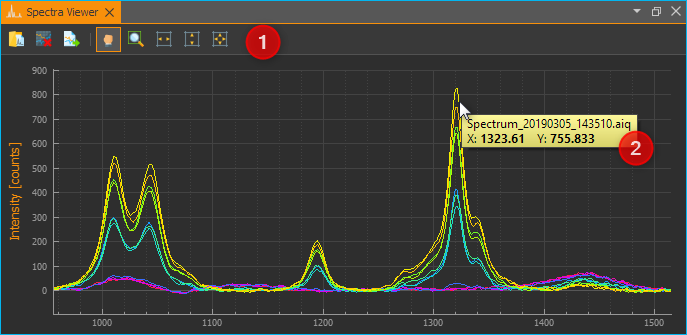 Spectra Viewer
1
900
800
700
600
500
400
300
200
100
0
Intensity [counts]
Spectrum_20190305_143510.aiq
X: 1323.61 Y: 755.833
2
1000 1100 1200 1300 1400 1500